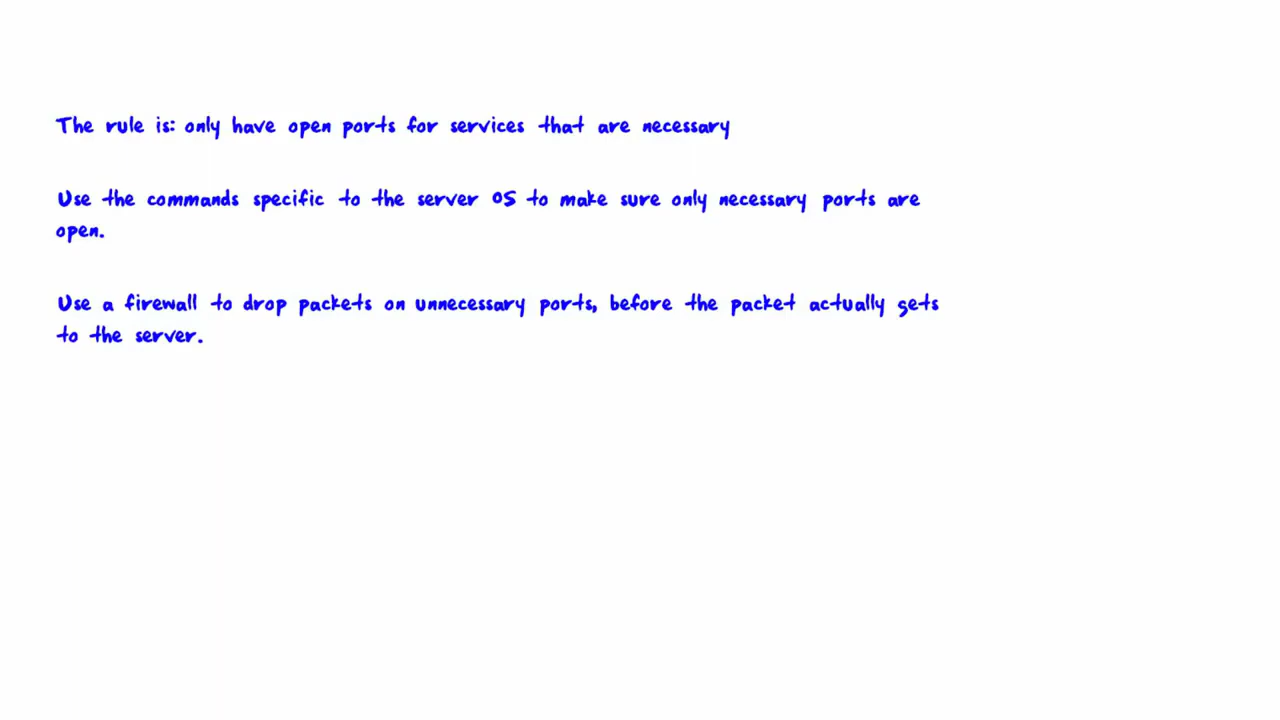 The rule is: only have open ports for services that are necessary
Use the commands specific to the server OS to make sure only necessary ports are
open.
Use a firewall to drop packets on unnecessary ports, before the packet actually gets
to the server.